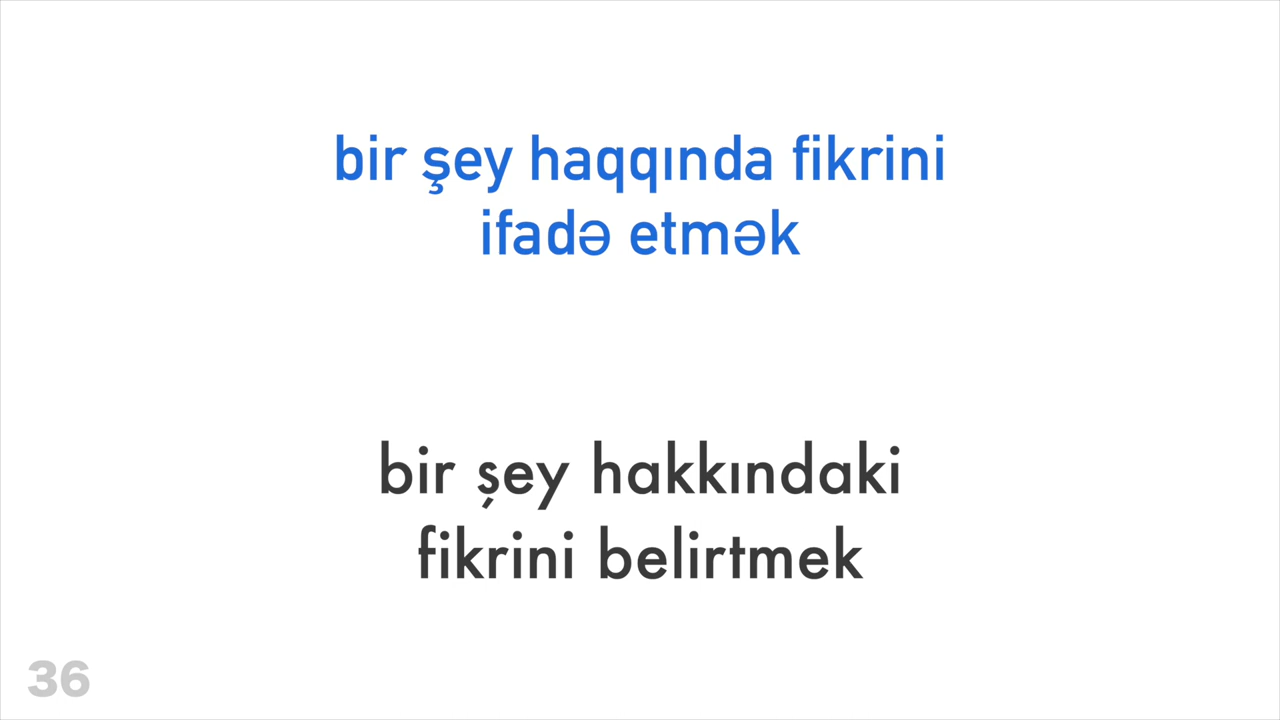 bir şey haqqında fikrini
ifadə etmək
bir şey hakkındaki
fikrini belirtmek
36